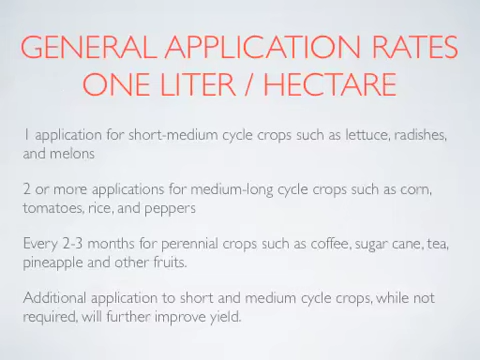 GENERAL APPLICATION RATES
ONE LITER / HECTARE
1 application for short-medium cycle crops such as lettuce, radishes,
and melons
2 or more applications for medium-long cycle crops such as corn,
tomatoes, rice, and peppers
Every 2-3 months for perennial crops such as coffee, sugar cane, tea,
pineapple and other fruits.
Additional application to short and medium cycle crops, while not
required, will further improve yield.